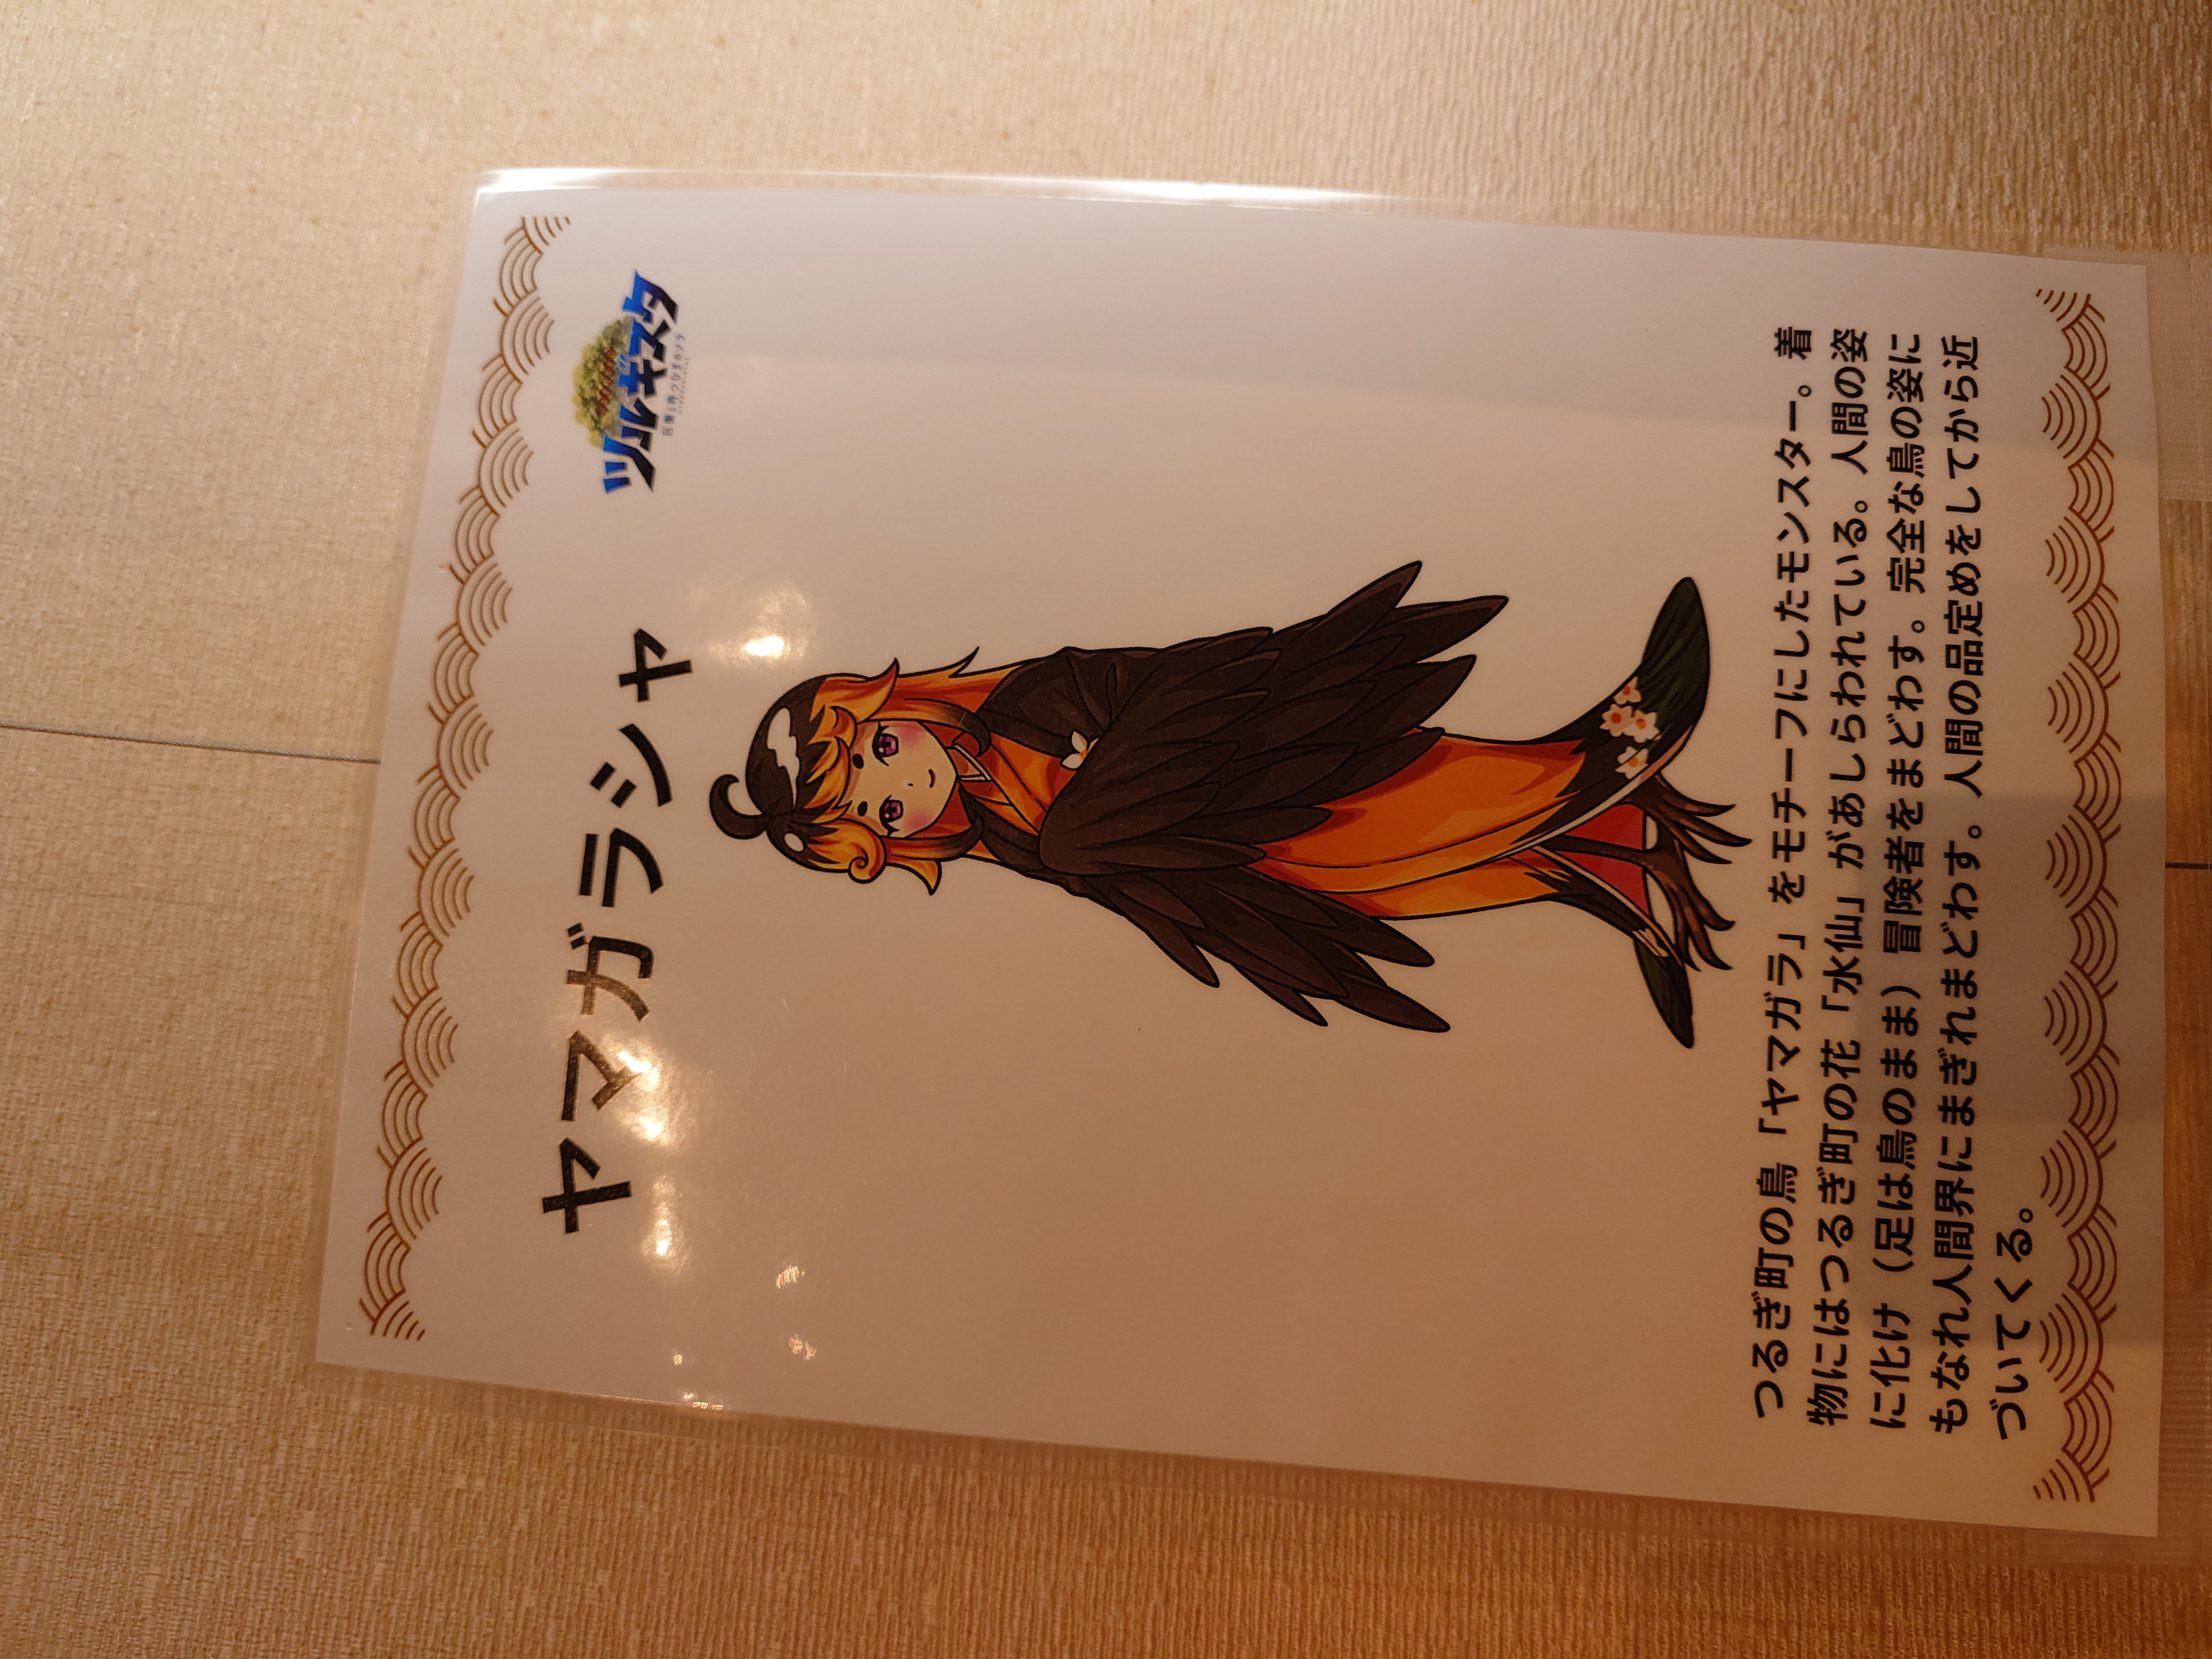 ヤマガラシャ
ツルギスタ
つるぎ町の鳥「ヤマガラ」をモチーフにしたモンスター。着
物にはつるぎ町の花「水仙」があしらわれている。人間の姿
に化け（足は鳥のまま）冒険者をまどわす。完全な鳥の姿に
もなれ人間界にまぎれまどわす。人間の品定めをしてから近
づいてくる。